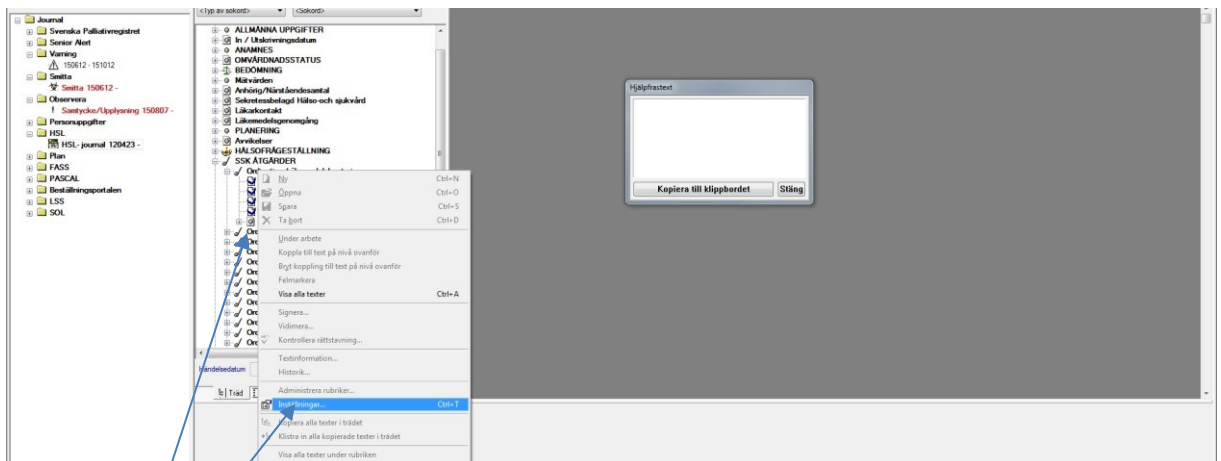 Journal
Svenska Palliativregistret
Senior Alert
Varning
150612 - 151012
Smitta
Smitta 150612 -
Observera
Samtycke/Upplysning 150807 -
Personuppgifter
HSL
HSL- journal 120423 -
Plan
FASS
PASCAL
Beställningsportalen
LSS
SOL
<Typ av sökord>
<Sökord>
ALLMÄNNA UPPGIFTER
In / Utskrivningsdatum
ANAMNES
OMVÅRDNADSSTATUS
BEDÖMNING
Mätvärden
Anhörig/Närståendesamtal
Sekretessbelagd Hälso-och sjukvård
Läkarkontakt
Läkemedelsgenomgång
PLANERING
Avvikelser
HÄLSOFRÅGESTÄLLNING
SSK ÅTGÄRDER
Ny Ctrl+N
Öppna Ctrl+O
Spara Ctrl+S
Ta bort Ctrl+D
Under arbete
Koppla till text på nivå ovanför
Bryt koppling till text på nivå ovanför
Felmarkera
Visa alla texter Ctrl+A
Signera...
Vidimera...
Kontrollera rättstavning...
Textinformation...
Historik...
Administrera rubriker...
Inställningar... Ctrl+T
Kopiera alla texter i trädet
Klistra in alla kopierade texter i trädet
Visa alla texter under rubriken
Händelsedatum
Träd
Hjälpfrastext
Kopiera till klippbordet
Stäng